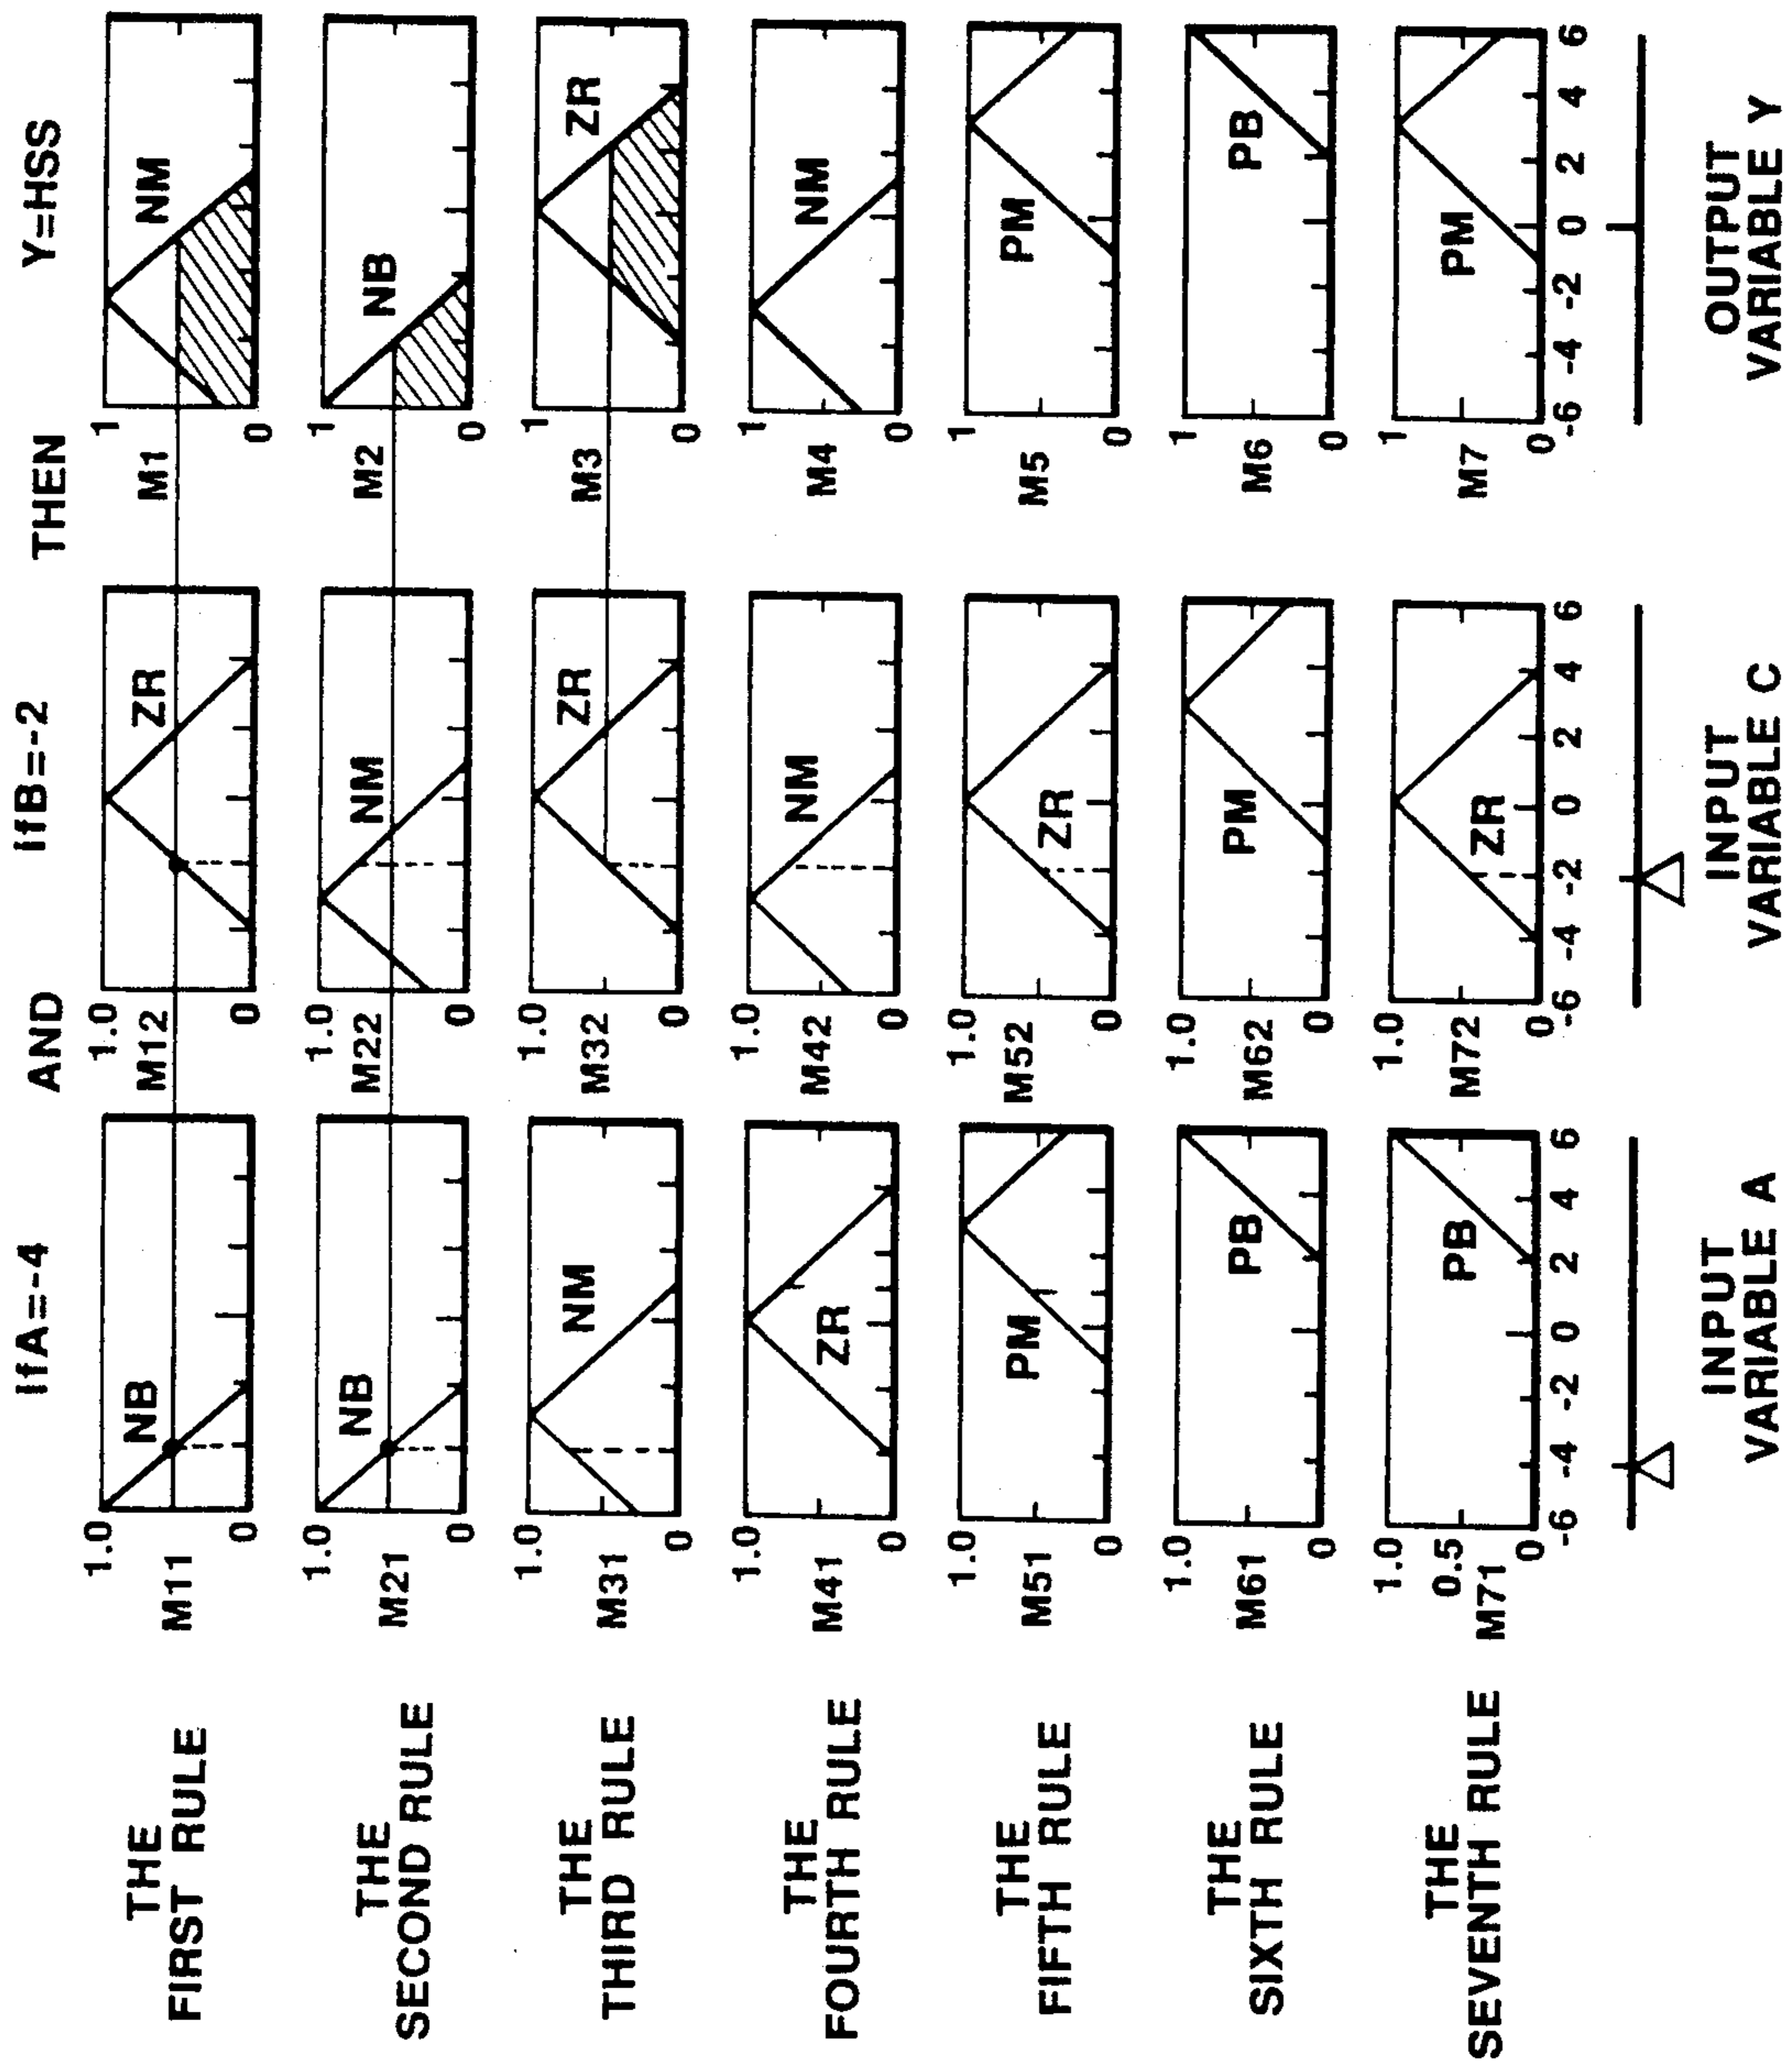 IfA=-4
AND
IfB=-2
THEN
Y=HSS
THE
FIRST RULE
1.0
M11
0
NB
1.0
M12
0
ZR
1
M1
0
NM
THE
SECOND RULE
1.0
M21
0
NB
1.0
M22
0
NM
1
M2
0
NB
THE
THIRD RULE
1.0
M31
0
NM
1.0
M32
0
ZR
1
M3
0
ZR
THE
FOURTH RULE
1.0
M41
0
ZR
1.0
M42
0
NM
1
M4
0
NM
THE
FIFTH RULE
1.0
M51
0
PM
1.0
M52
0
ZR
1
M5
0
PM
THE
SIXTH RULE
1.0
M61
0
PB
1.0
M62
0
PM
1
M6
0
PB
THE
SEVENTH RULE
1.0
0.5
M71
0
PB
1.0
M72
0
ZR
1
M7
0
PM
-6 -4 -2 0 2 4 6
-6 -4 -2 0 2 4 6
-6 -4 -2 0 2 4 6
INPUT
VARIABLE A
INPUT
VARIABLE C
OUTPUT
VARIABLE Y